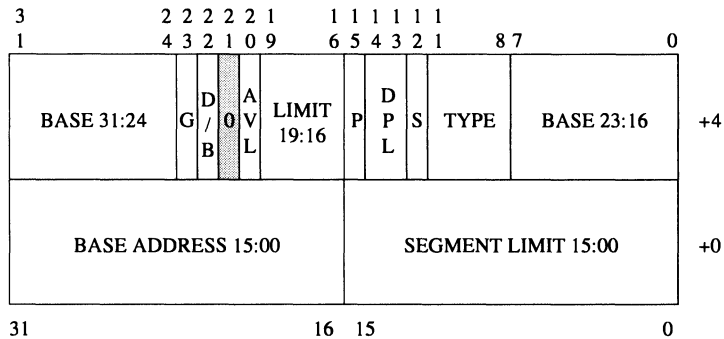 3 2 2 2 2 2 1 1 1 1 1 1 1
1 4 3 2 1 0 9 6 5 4 3 2 1 8 7 0
BASE 31:24 G D/B 0 AVL LIMIT 19:16 P DPL S TYPE BASE 23:16 +4
BASE ADDRESS 15:00 SEGMENT LIMIT 15:00 +0
31 16 15 0